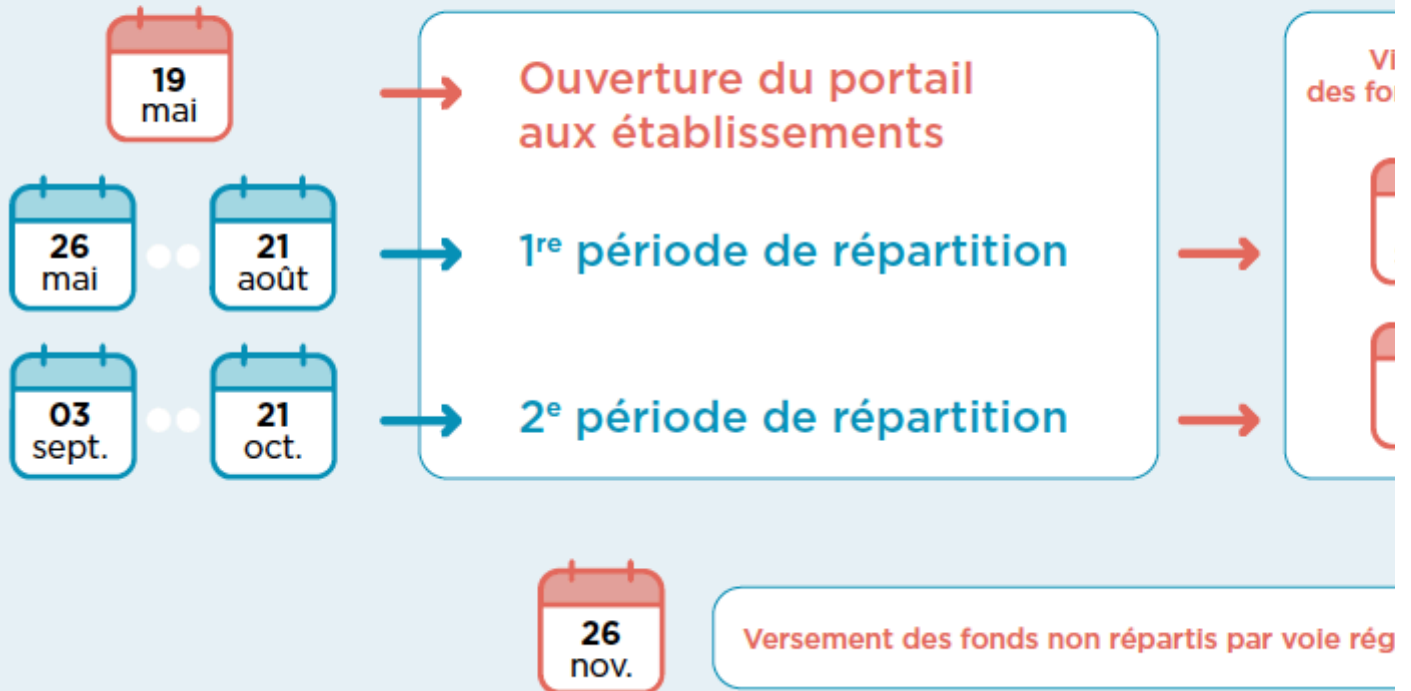 19
mai
Ouverture du portail
aux établissements
26
mai
21
août
1re période de répartition
03
sept.
21
oct.
2e période de répartition
des
26
nov.
Versement des fonds non répartis par voie